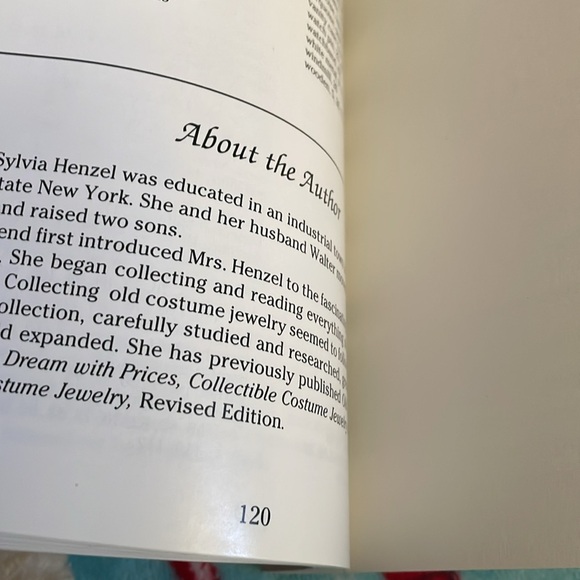 wooden
About the Author
Sylvia Henzel was educated in an industrial
tate New York. She and her husband Walter
nd raised two sons.
end first introduced Mrs. Henzel to the
. She began collecting and reading everything
Collecting old costume jewelry seemed to
ollection, carefully studied and researched,
d expanded. She has previously published
Dream with Prices, Collectible Costume
stume Jewelry, Revised Edition.
120